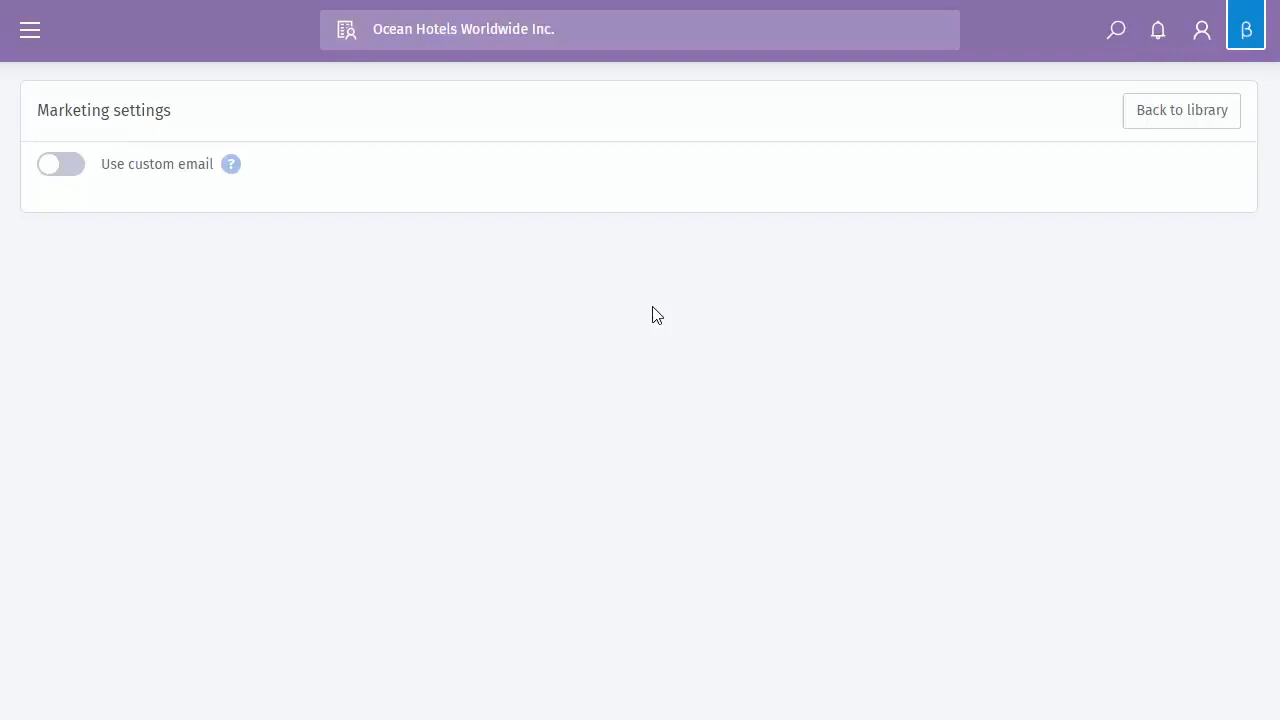 Ocean Hotels Worldwide Inc.
β
Marketing settings
Back to library
Use custom email ?